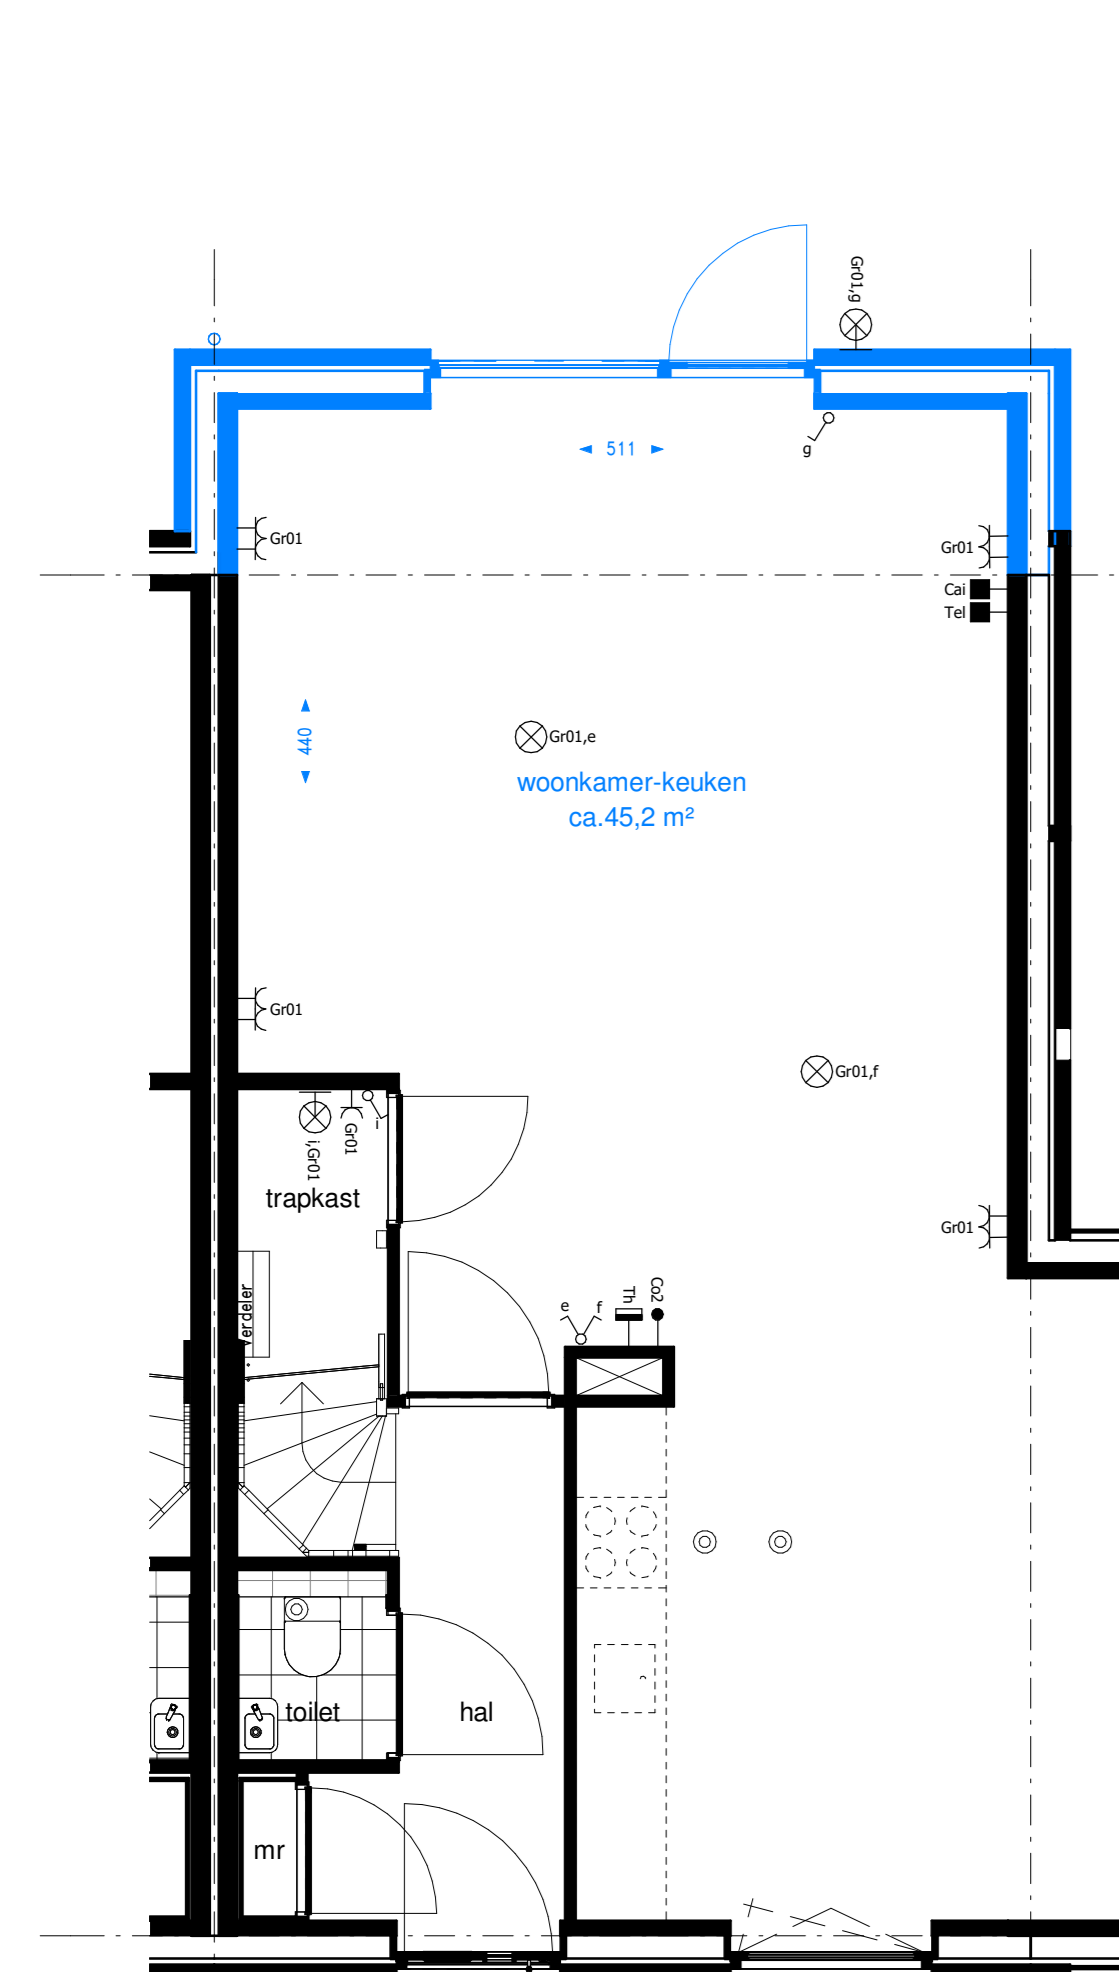 Gr01,g
511
g
Gr01
Gr01
Cai
Tel
440
Gr01,e
woonkamer-keuken
ca.45,2 m²
Gr01
Gr01,f
i
Gr01
i,Gr01
trapkast
Gr01
verdeler
e
f
Th
Co2
toilet
hal
mr